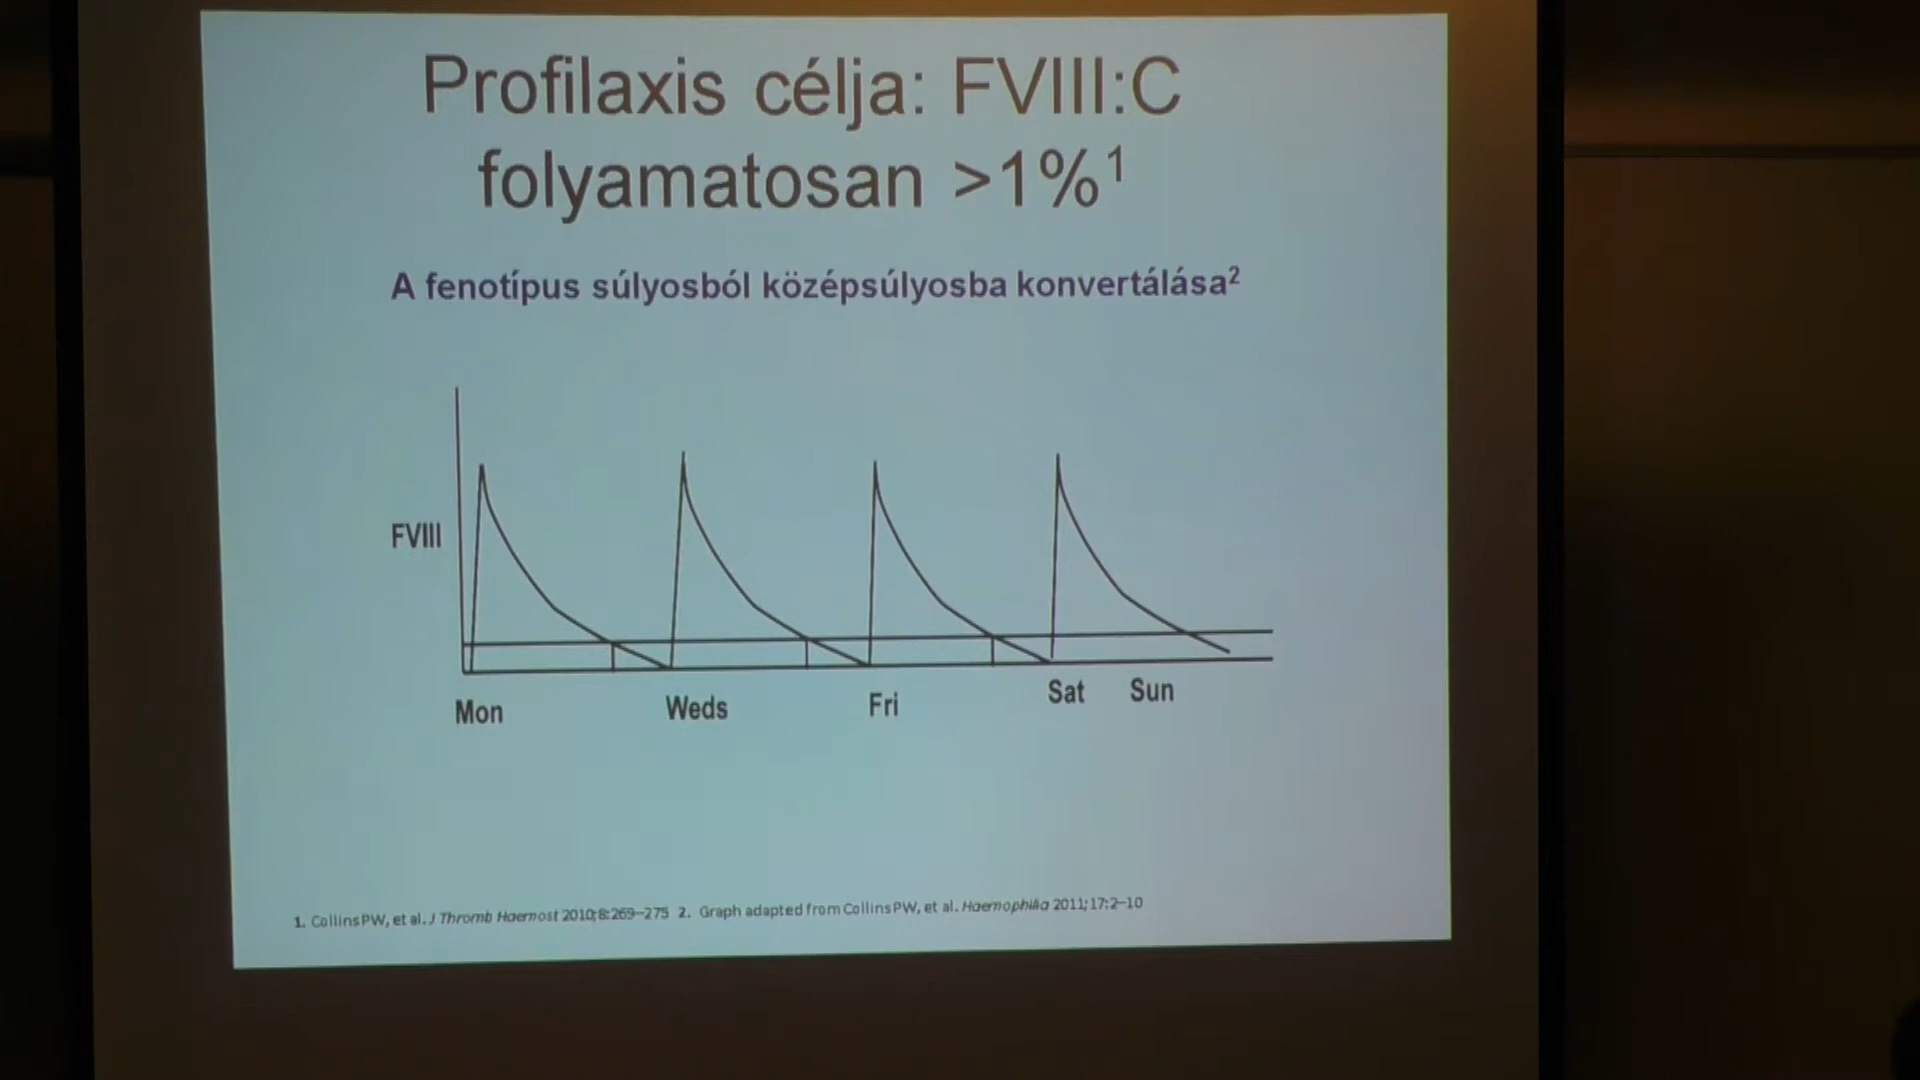 Profilaxis célja: FVIII:C
folyamatosan >1%¹
A fenotípus súlyosból középsúlyosba konvertálása²
FVIII
Mon Weds Fri Sat Sun
1. Collins PW, et al. J Thromb Haemost 2010;8:269–275 2. Graph adapted from Collins PW, et al. Haemophilia 2011;17:2–10